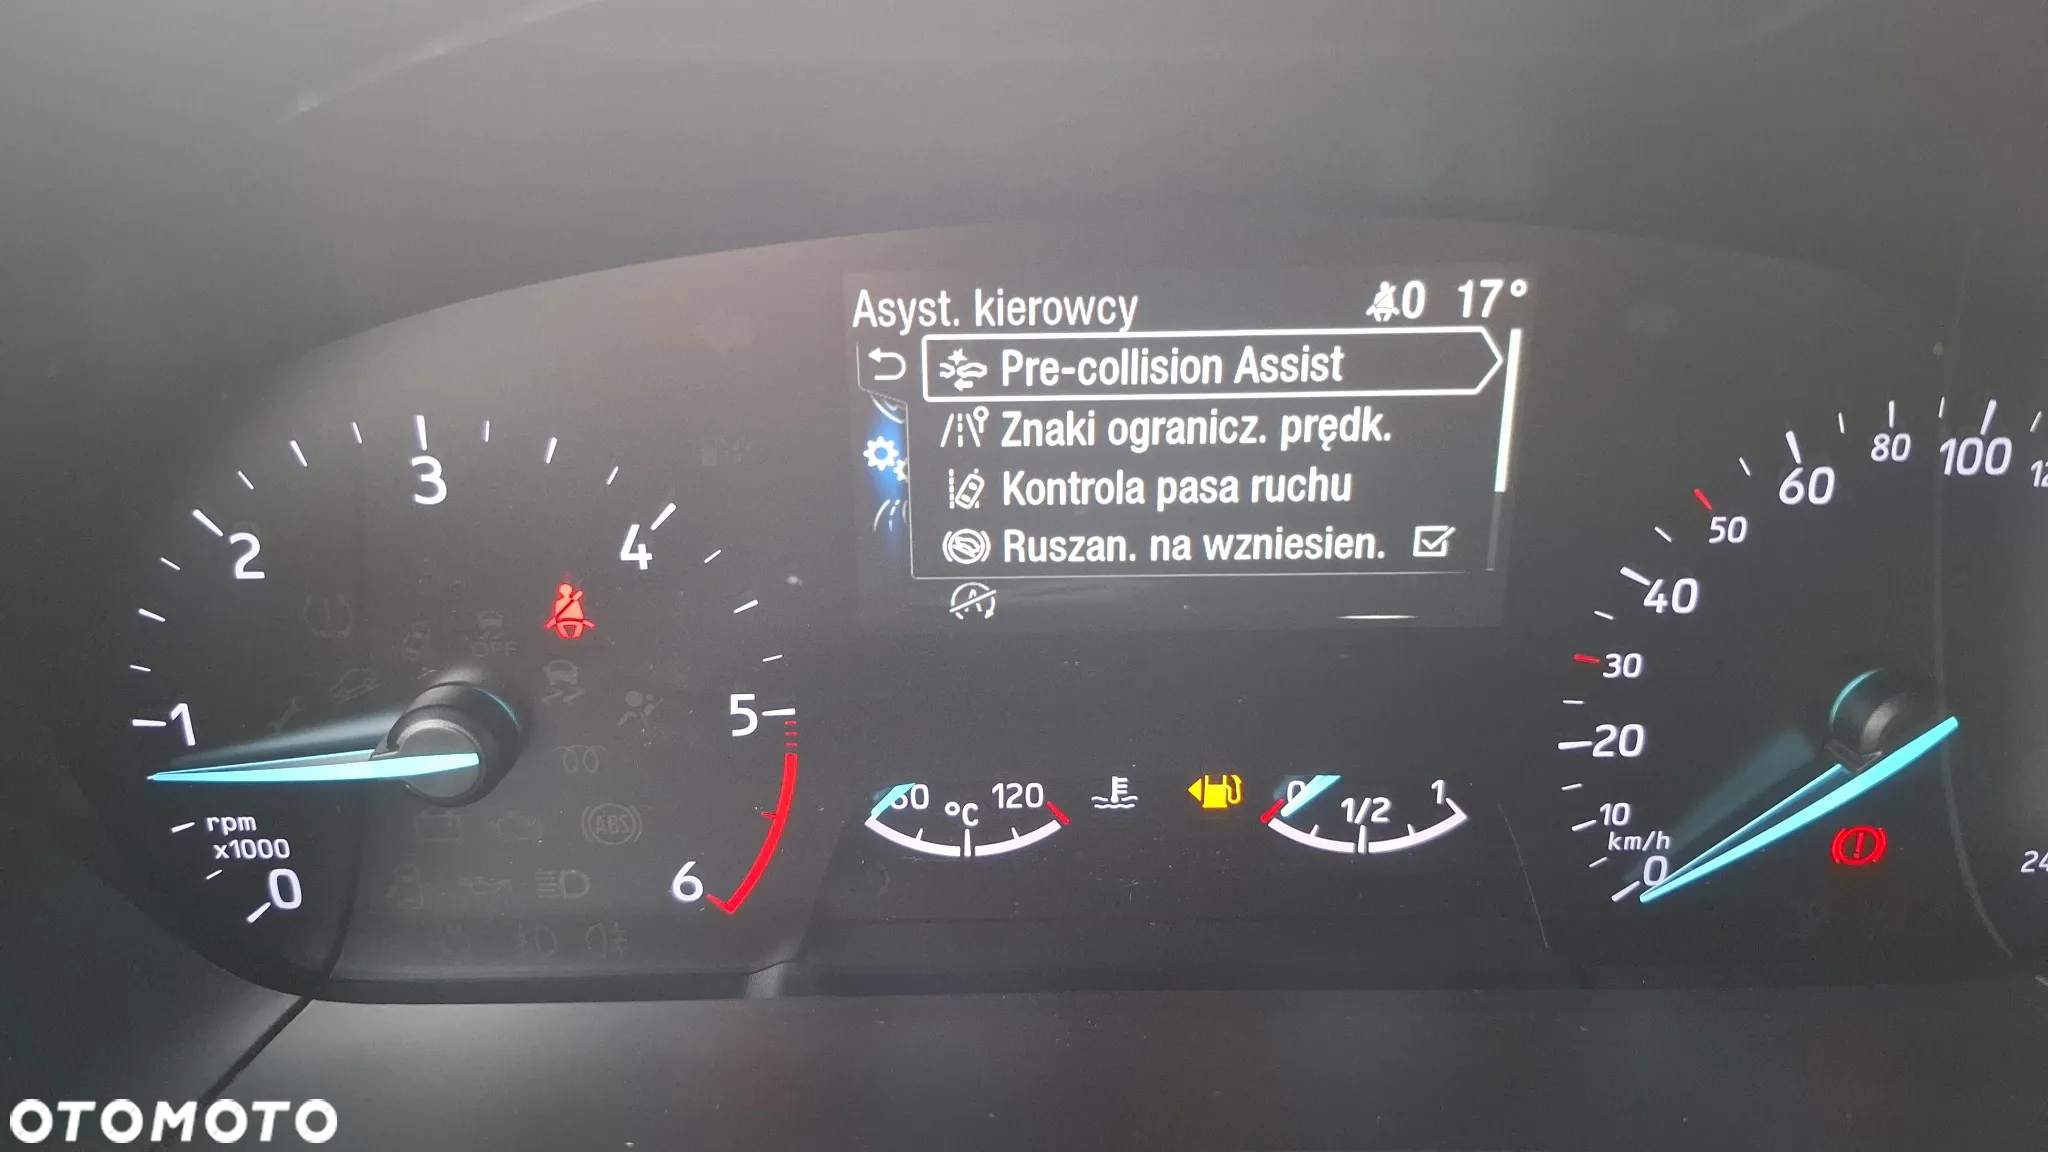 Asyst. kierowcy 0 17°
Pre-collision Assist
Znaki ogranicz. prędk.
Kontrola pasa ruchu
Ruszan. na wzniesien.
0 1 2 3 4 5 6
rpm
x1000
OFF
ABS
60 °C 120
0 1/2 1
0 10 20 30 40 50 60 80 100
km/h
OTOMOTO